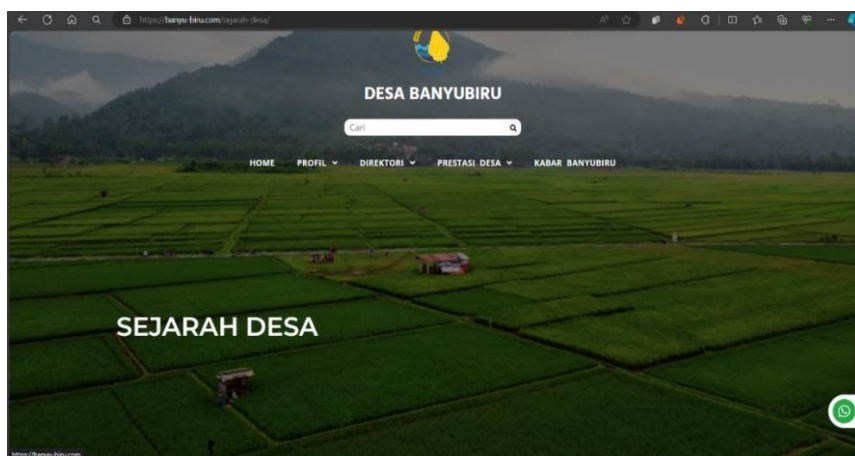 https://banyu-biru.com/sejarah-desa/
DESA BANYUBIRU
Cari
HOME PROFIL DIREKTORI PRESTASI DESA KABAR BANYUBIRU
SEJARAH DESA
https://banyu-biru.com